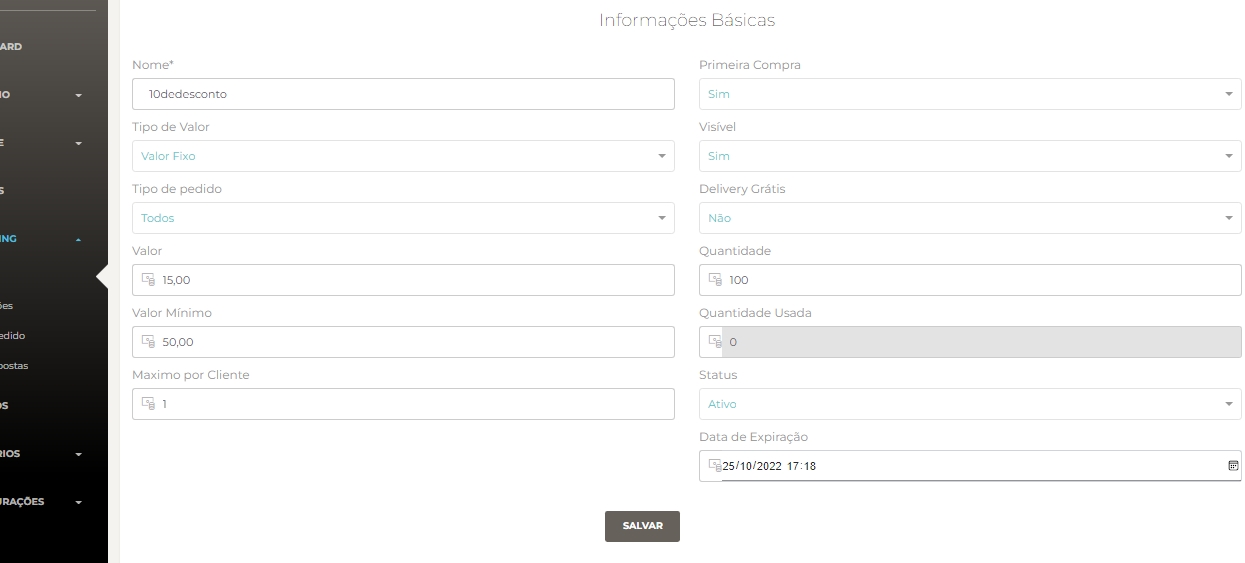 Informações Básicas
ARD
IO
E
S
ING
ões
edido
postas
OS
RIOS
URAÇÕES
Nome*
10dedesconto
Tipo de Valor
Valor Fixo
Tipo de pedido
Todos
Valor
15,00
Valor Mínimo
50,00
Maximo por Cliente
1
Primeira Compra
Sim
Visível
Sim
Delivery Grátis
Não
Quantidade
100
Quantidade Usada
0
Status
Ativo
Data de Expiração
25/10/2022 17:18
SALVAR